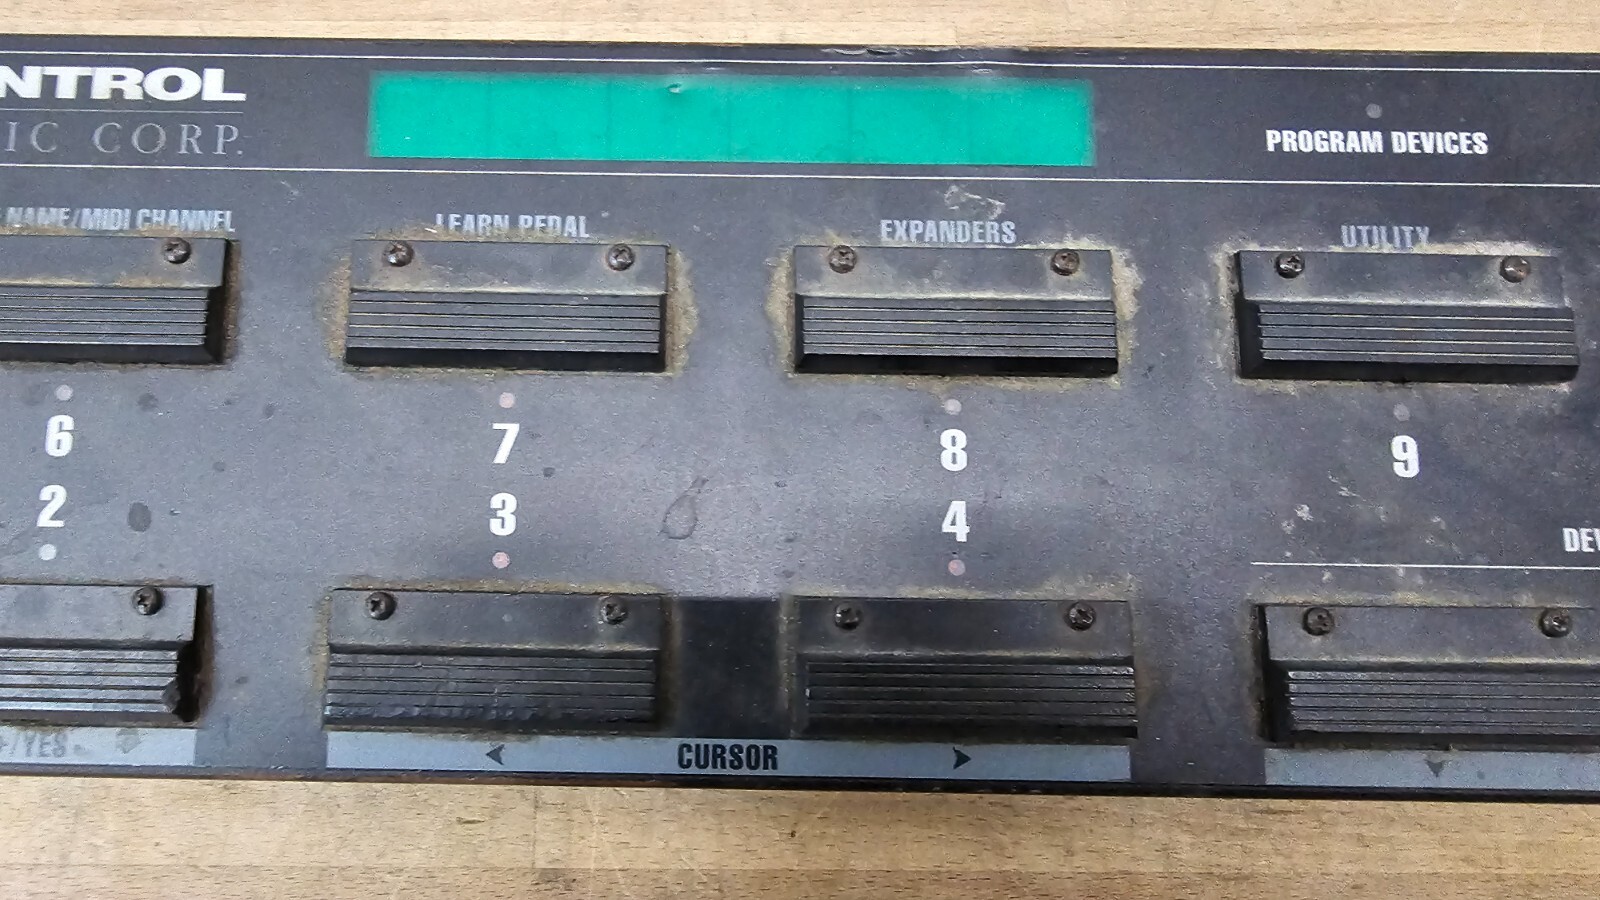 NTROL
IC CORP.
PROGRAM DEVICES
NAME/MIDI CHANNEL
LEARN PEDAL
EXPANDERS
UTILITY
6 7 8 9
2 3 4
DEV
/YES
< CURSOR >